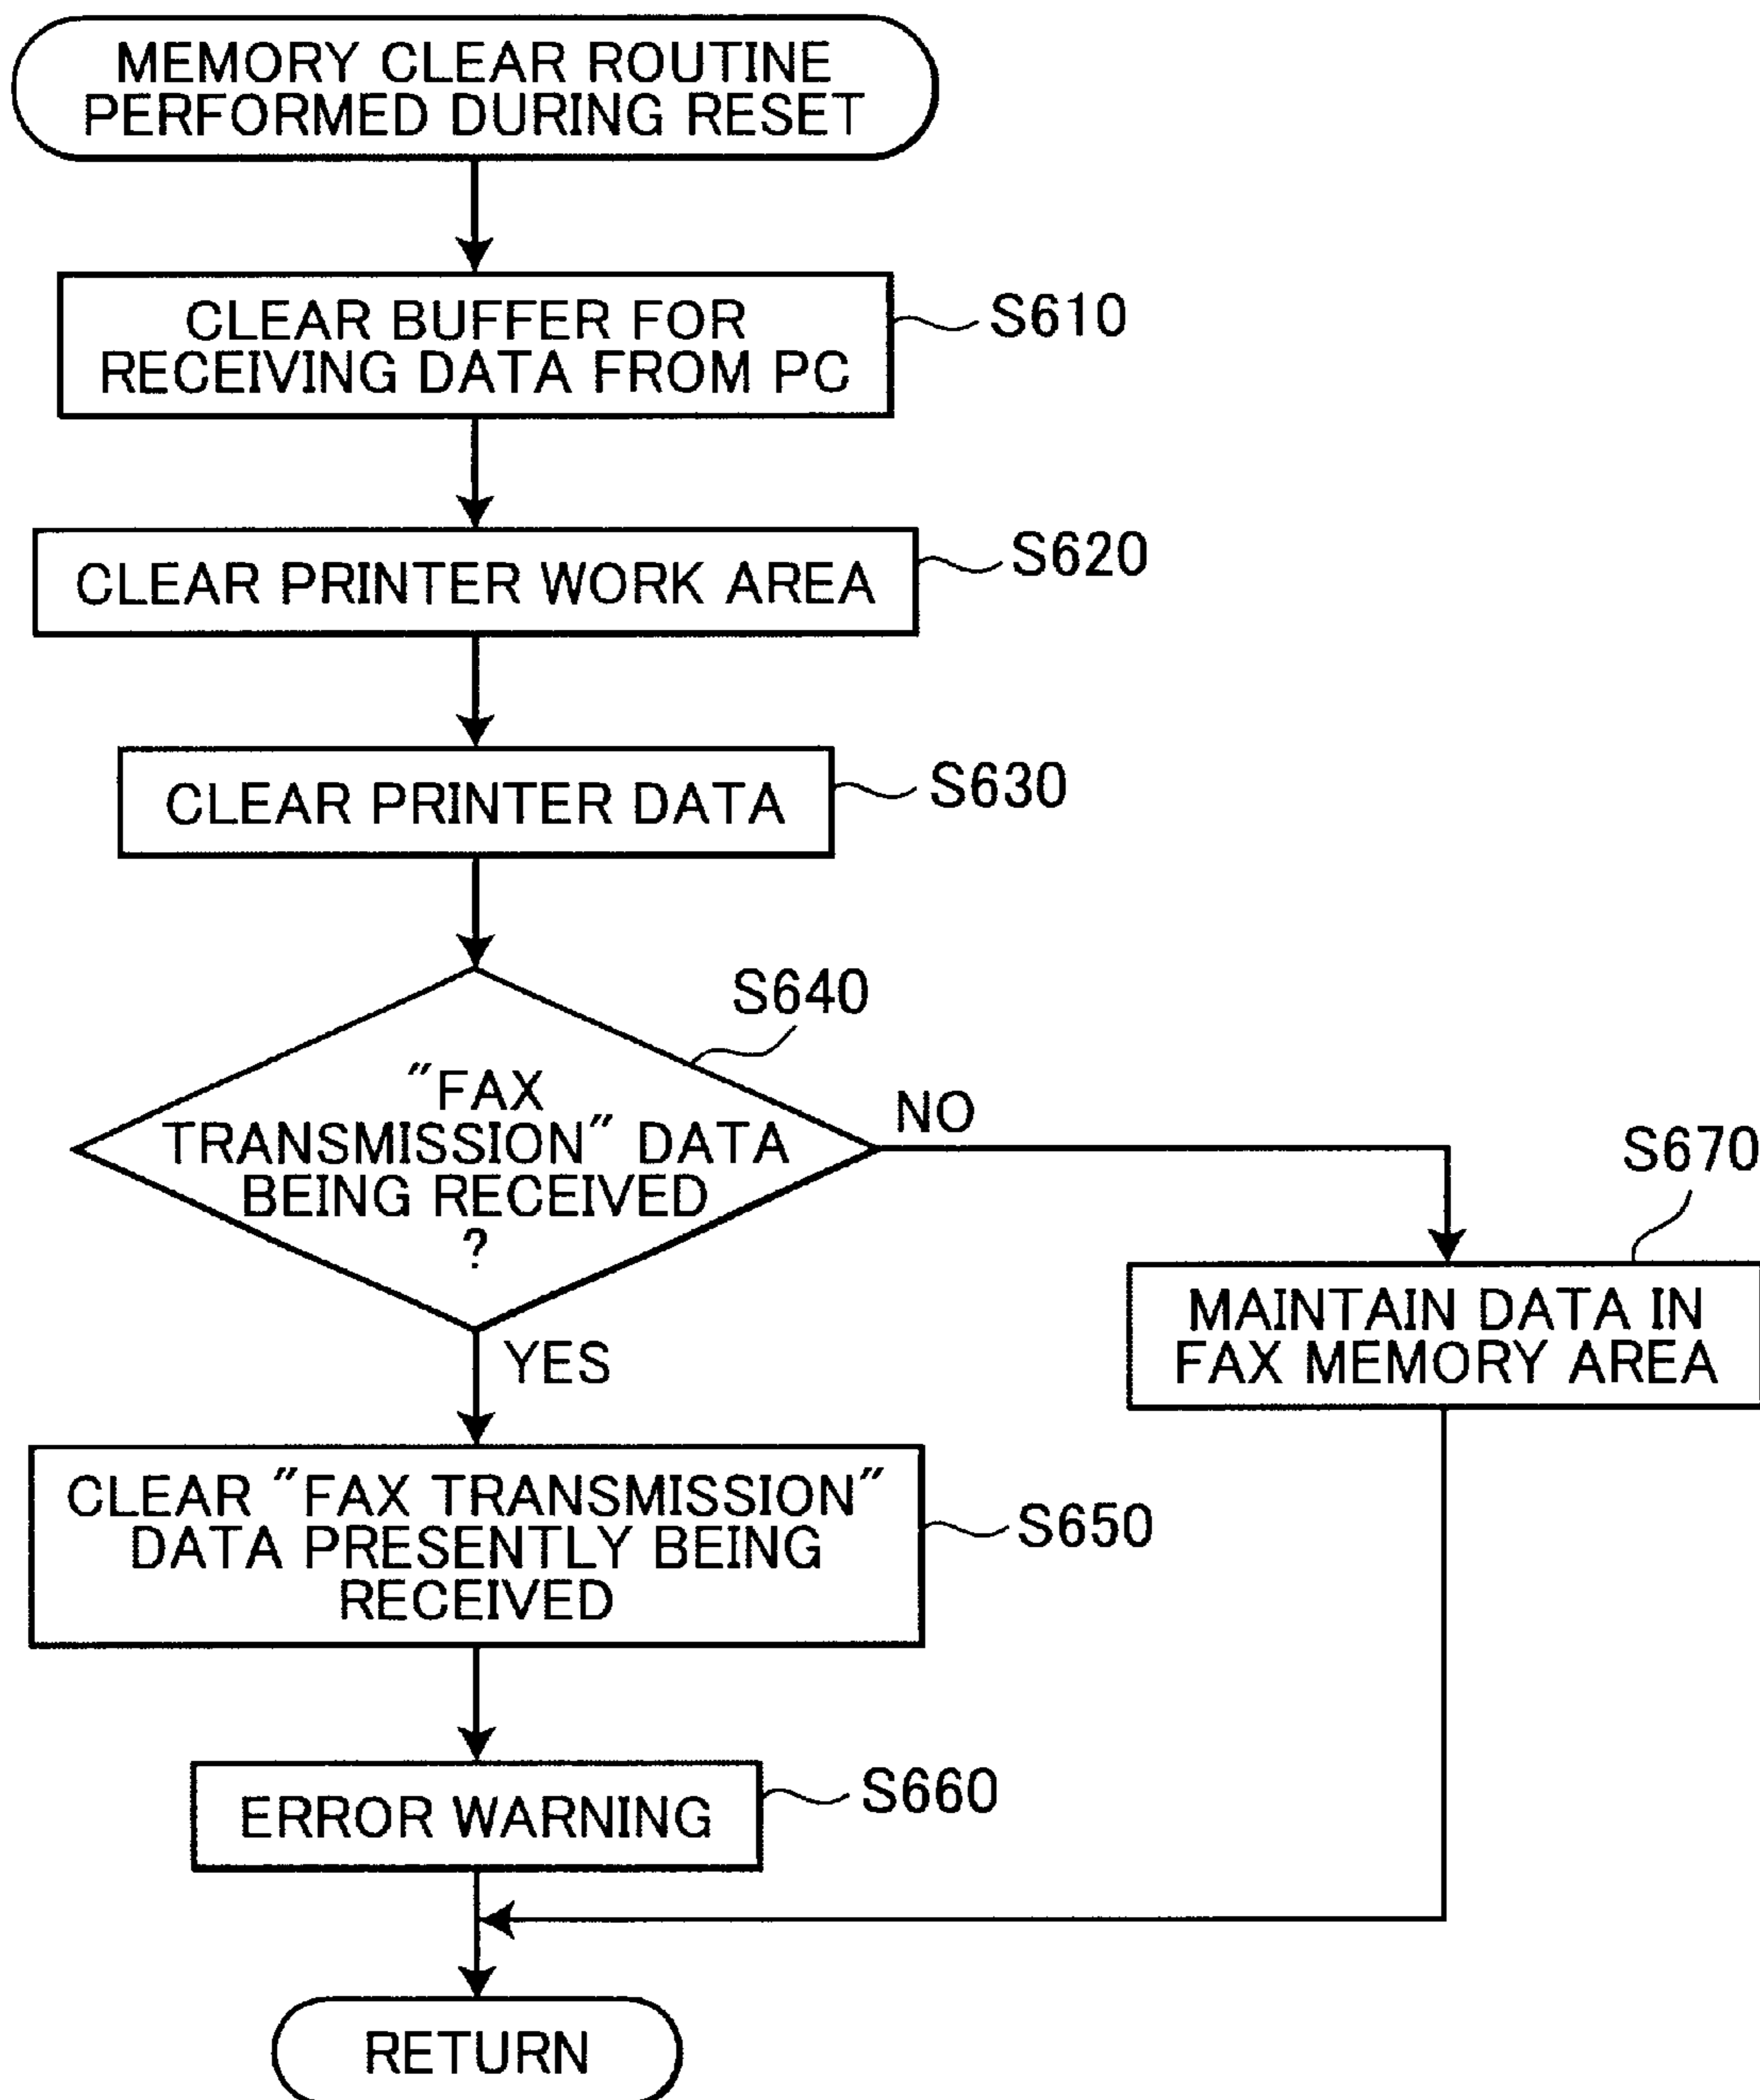 MEMORY CLEAR ROUTINE
PERFORMED DURING RESET
CLEAR BUFFER FOR
RECEIVING DATA FROM PC
S610
CLEAR PRINTER WORK AREA
S620
CLEAR PRINTER DATA
S630
S640
"FAX
TRANSMISSION" DATA
BEING RECEIVED
?
NO
YES
S670
MAINTAIN DATA IN
FAX MEMORY AREA
CLEAR "FAX TRANSMISSION"
DATA PRESENTLY BEING
RECEIVED
S650
ERROR WARNING
S660
RETURN